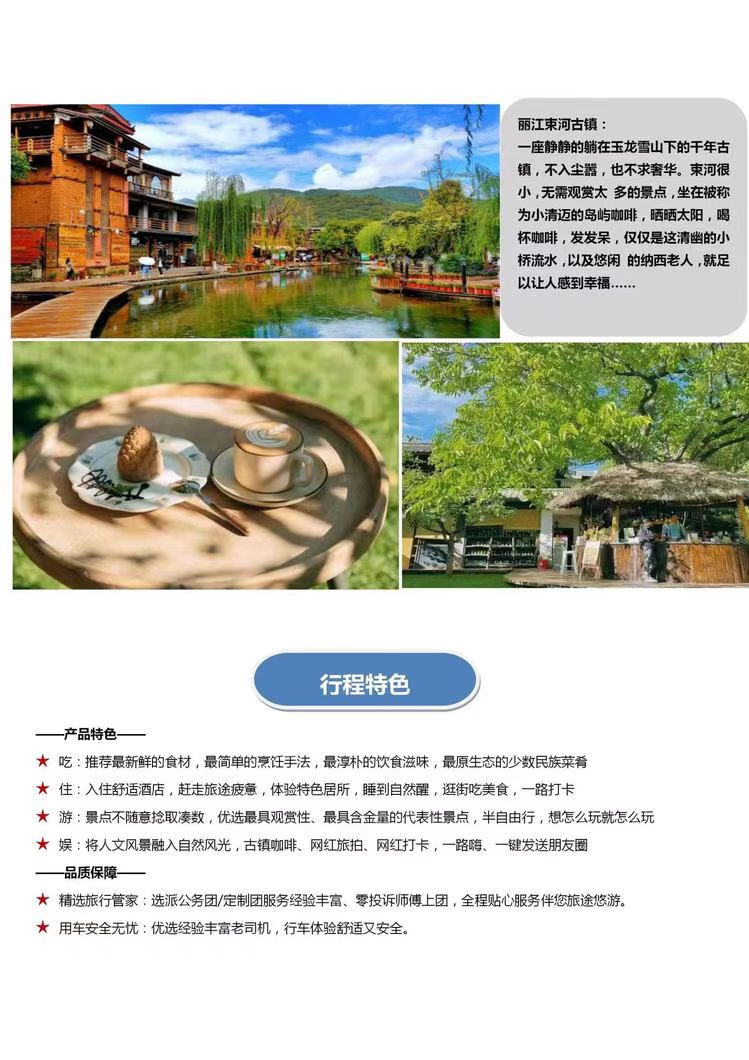 丽江束河古镇：
一座静静的躺在玉龙雪山下的千年古
镇，不入尘嚣，也不求奢华。束河很
小，无需观赏太 多的景点，坐在被称
为小清迈的岛屿咖啡，晒晒太阳，喝
杯咖啡，发发呆，仅仅是这清幽的小
桥流水，以及悠闲 的纳西老人，就足
以让人感到幸福......
行程特色
——产品特色——
★ 吃：推荐最新鲜的食材，最简单的烹饪手法，最淳朴的饮食滋味，最原生态的少数民族菜肴
★ 住：入住舒适酒店，赶走旅途疲惫，体验特色居所，睡到自然醒，逛街吃美食，一路打卡
★ 游：景点不随意捻取凑数，优选最具观赏性、最具含金量的代表性景点，半自由行，想怎么玩就怎么玩
★ 娱：将人文风景融入自然风光，古镇咖啡、网红旅拍、网红打卡，一路嗨、一键发送朋友圈
——品质保障——
★ 精选旅行管家：选派公务团/定制团服务经验丰富、零投诉师傅上团，全程贴心服务伴您旅途悠游。
★ 用车安全无忧：优选经验丰富老司机，行车体验舒适又安全。